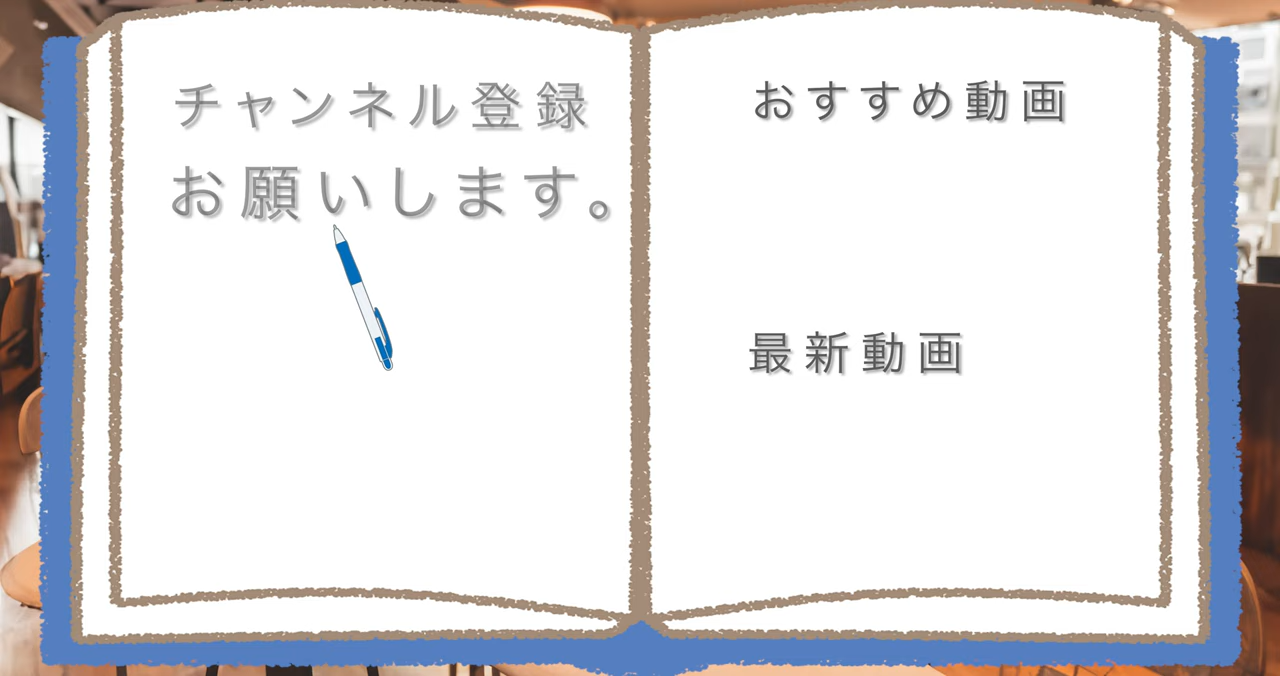 チャンネル登録
お願いします。
おすすめ動画
最新動画